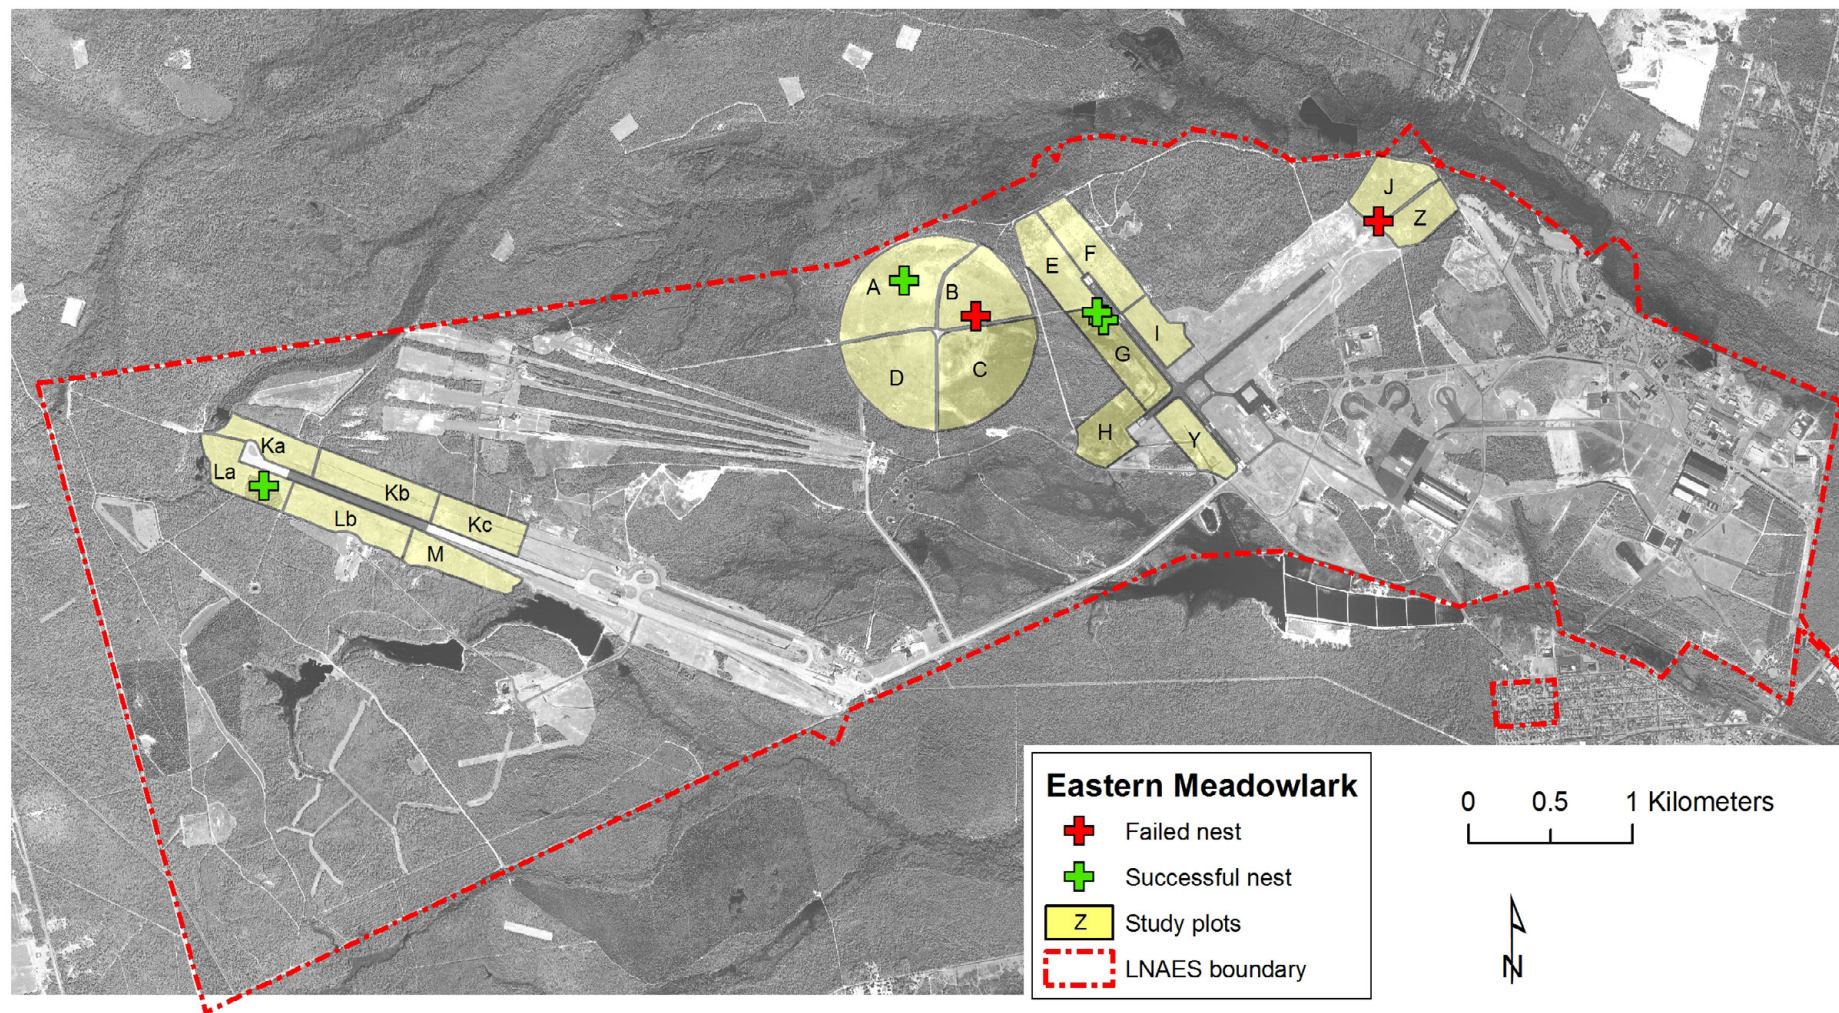 J
Z
F
E
A
B
I
G
D
C
H
Y
Ka
La
Kb
Lb
Kc
M
Eastern Meadowlark
Failed nest
Successful nest
Z Study plots
LNAES boundary
0 0.5 1 Kilometers
N